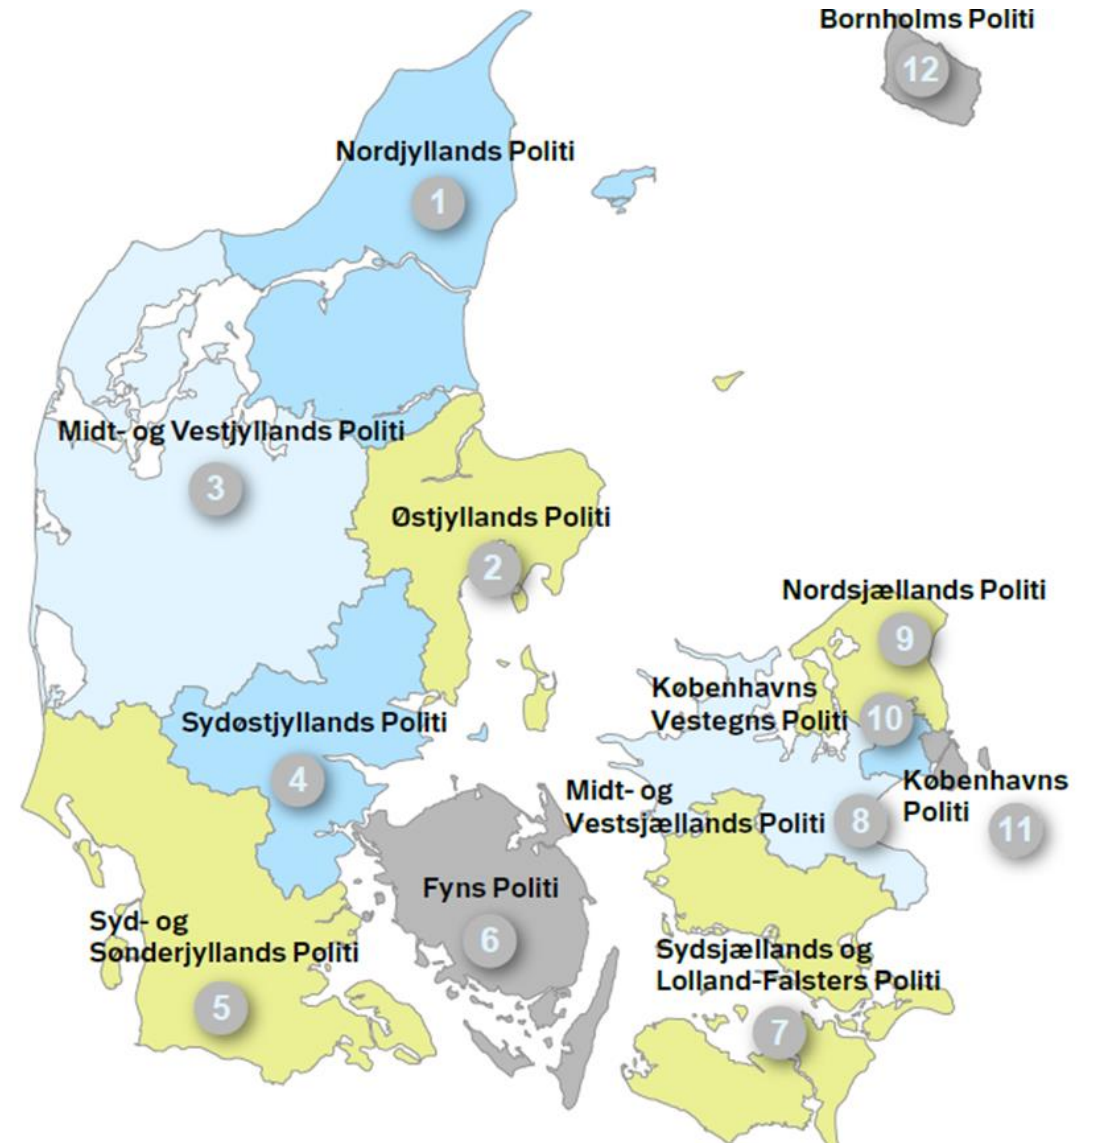 Bornholms Politi
12
Nordjyllands Politi
1
Midt- og Vestjyllands Politi
3
Østjyllands Politi
2
Nordsjællands Politi
9
Københavns
Vestegns Politi
10
Sydøstjyllands Politi
4
Københavns
Politi
11
Midt- og
Vestsjællands Politi
8
Fyns Politi
6
Syd- og
Sønderjyllands Politi
5
Sydsjællands og
Lolland-Falsters Politi
7